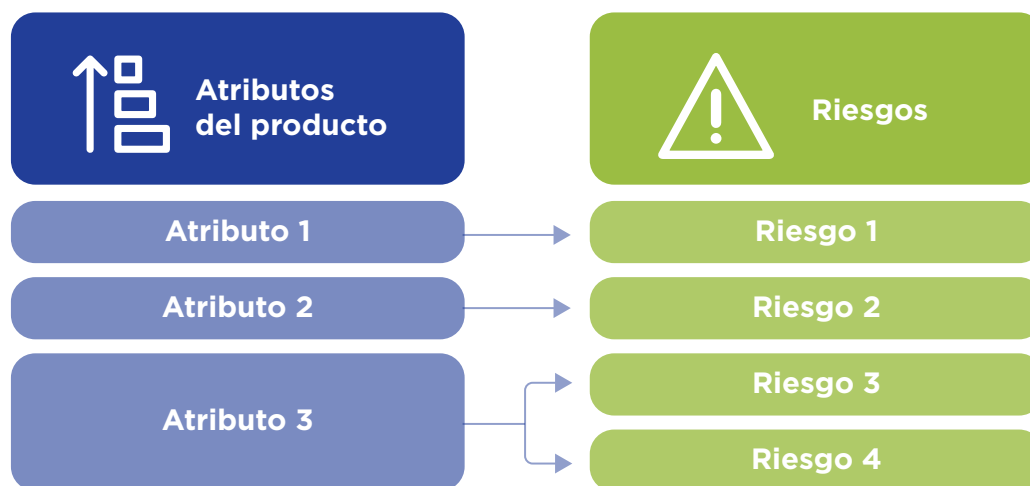 Atributos
del producto
Riesgos
Atributo 1
Riesgo 1
Atributo 2
Riesgo 2
Atributo 3
Riesgo 3
Riesgo 4